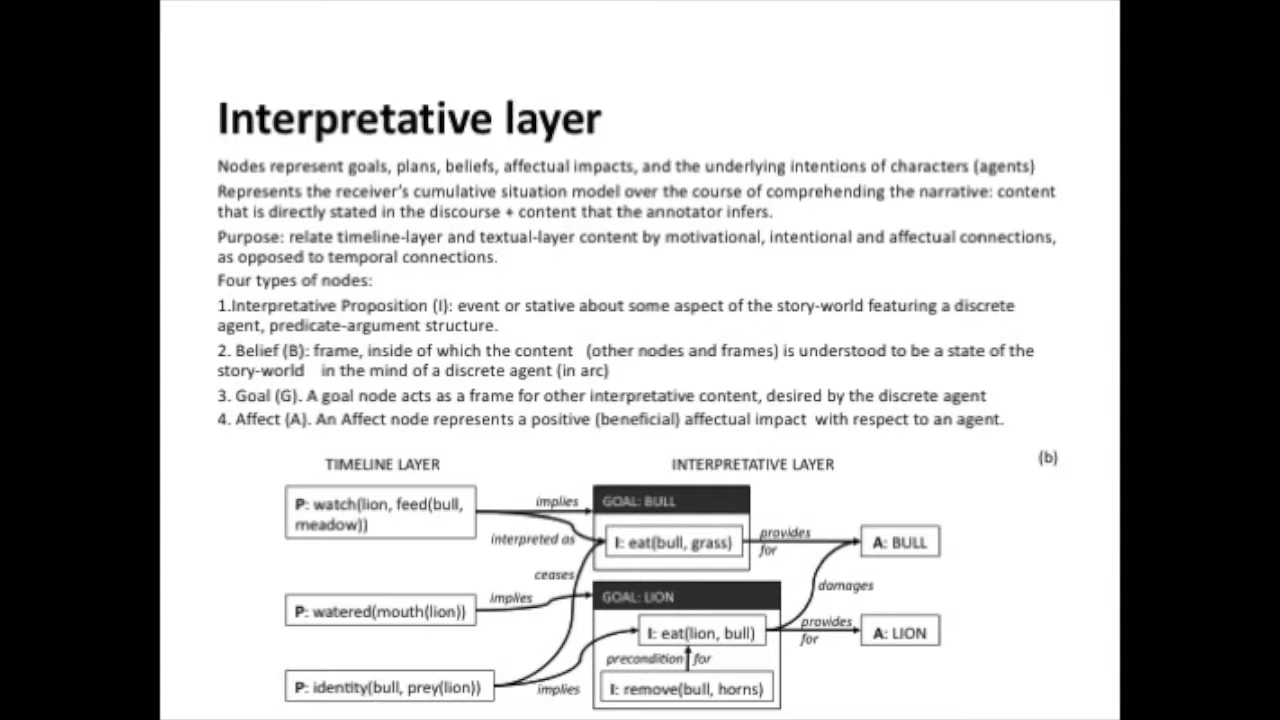 Interpretative layer
Nodes represent goals, plans, beliefs, affectual impacts, and the underlying intentions of characters (agents)
Represents the receiver's cumulative situation model over the course of comprehending the narrative: content
that is directly stated in the discourse + content that the annotator infers.
Purpose: relate timeline-layer and textual-layer content by motivational, intentional and affectual connections,
as opposed to temporal connections.
Four types of nodes:
1.Interpretative Proposition (I): event or stative about some aspect of the story-world featuring a discrete
agent, predicate-argument structure.
2. Belief (B): frame, inside of which the content (other nodes and frames) is understood to be a state of the
story-world in the mind of a discrete agent (in arc)
3. Goal (G). A goal node acts as a frame for other interpretative content, desired by the discrete agent
4. Affect (A). An Affect node represents a positive (beneficial) affectual impact with respect to an agent.
(b)
TIMELINE LAYER
INTERPRETATIVE LAYER
P: watch(lion, feed(bull,
meadow))
implies
GOAL: BULL
interpreted as
I: eat(bull, grass)
provides
for
A: BULL
ceases
damages
P: watered(mouth(lion))
implies
GOAL: LION
I: eat(lion, bull)
provides
for
A: LION
precondition for
P: identity(bull, prey(lion))
implies
I: remove(bull, horns)